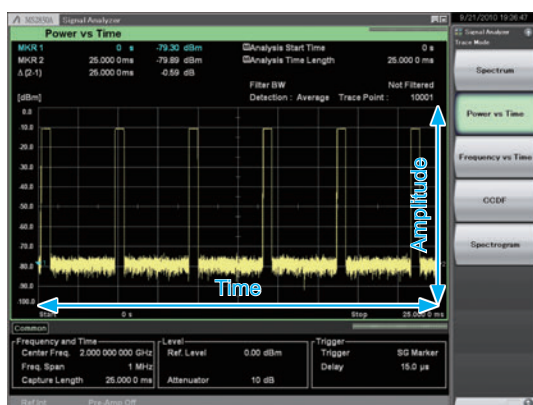 MS2830A Signal Analyzer 9/21/2010 19:26:47
Power vs Time
MKR 1 0 s -79.30 dBm Analysis Start Time 0 s
MKR 2 25.000 0 ms -79.89 dBm Analysis Time Length 25.000 0 ms
Δ (2-1) 25.000 0 ms -0.59 dB
Filter BW Not Filtered
[dBm] Detection : Average Trace Point : 10001
0.0
-10.0
-20.0
-30.0
-40.0
-50.0
-60.0
-70.0
-80.0
-90.0
-100.0
Amplitude
Time
Start 0 s Stop 25.000 0 ms
Common
Frequency and Time
Center Freq. 2.000 000 000 GHz
Freq. Span 1 MHz
Capture Length 25.000 0 ms
Level
Ref. Level 0.00 dBm
Attenuator 10 dB
Trigger
Trigger SG Marker
Delay 15.0 µs
Ref.Int Pre-Amp Off
Signal Analyzer
Trace Mode
Spectrum
Power vs Time
Frequency vs Time
CCDF
Spectrogram